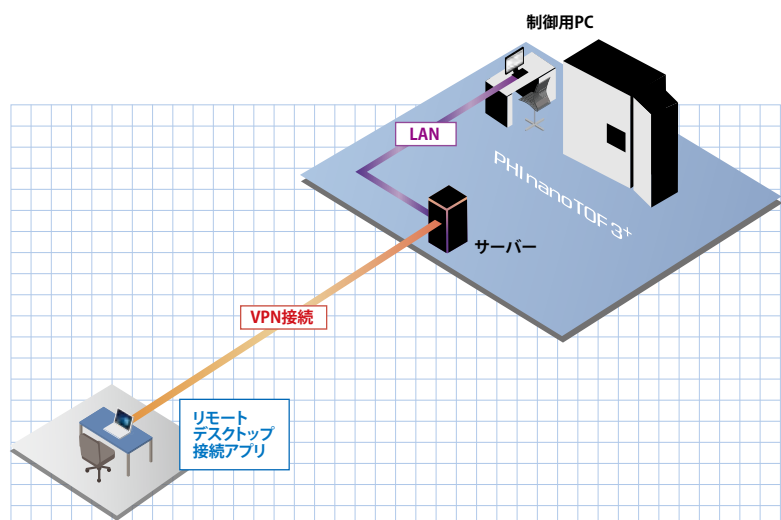 制御用PC
LAN
PHI nanoTOF 3⁺
サーバー
VPN接続
リモート
デスクトップ
接続アプリ